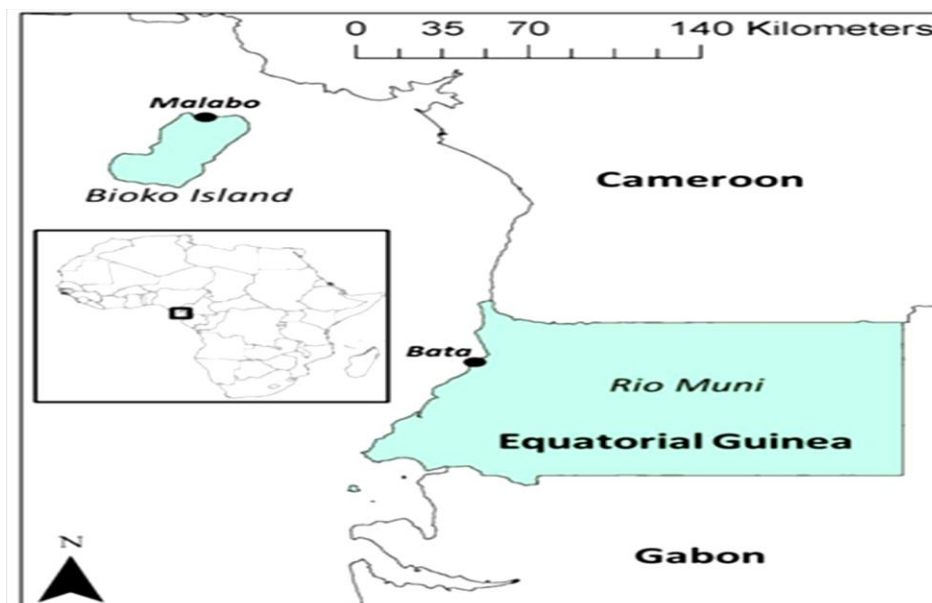 0 35 70 140 Kilometers
Malabo
Bioko Island
Cameroon
Bata
Rio Muni
Equatorial Guinea
Gabon
N